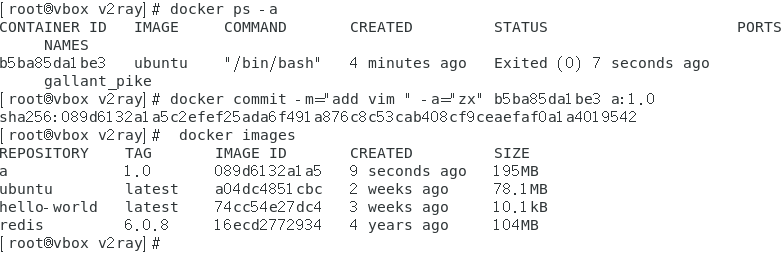 [root@vbox v2ray]# docker ps -a
CONTAINER ID   IMAGE     COMMAND       CREATED         STATUS                     PORTS
     NAMES
b5ba85da1be3   ubuntu    "/bin/bash"   4 minutes ago   Exited (0) 7 seconds ago
     gallant_pike
[root@vbox v2ray]# docker commit -m="add vim " -a="zx" b5ba85da1be3 a:1.0
sha256:089d6132a1a5c2efef25ada6f491a876c8c53cab408cf9ceaefaf0a1a4019542
[root@vbox v2ray]#  docker images
REPOSITORY    TAG       IMAGE ID       CREATED         SIZE
a             1.0       089d6132a1a5   9 seconds ago   195MB
ubuntu        latest    a04dc4851cbc   2 weeks ago     78.1MB
hello-world   latest    74cc54e27dc4   3 weeks ago     10.1kB
redis         6.0.8     16ecd2772934   4 years ago     104MB
[root@vbox v2ray]#